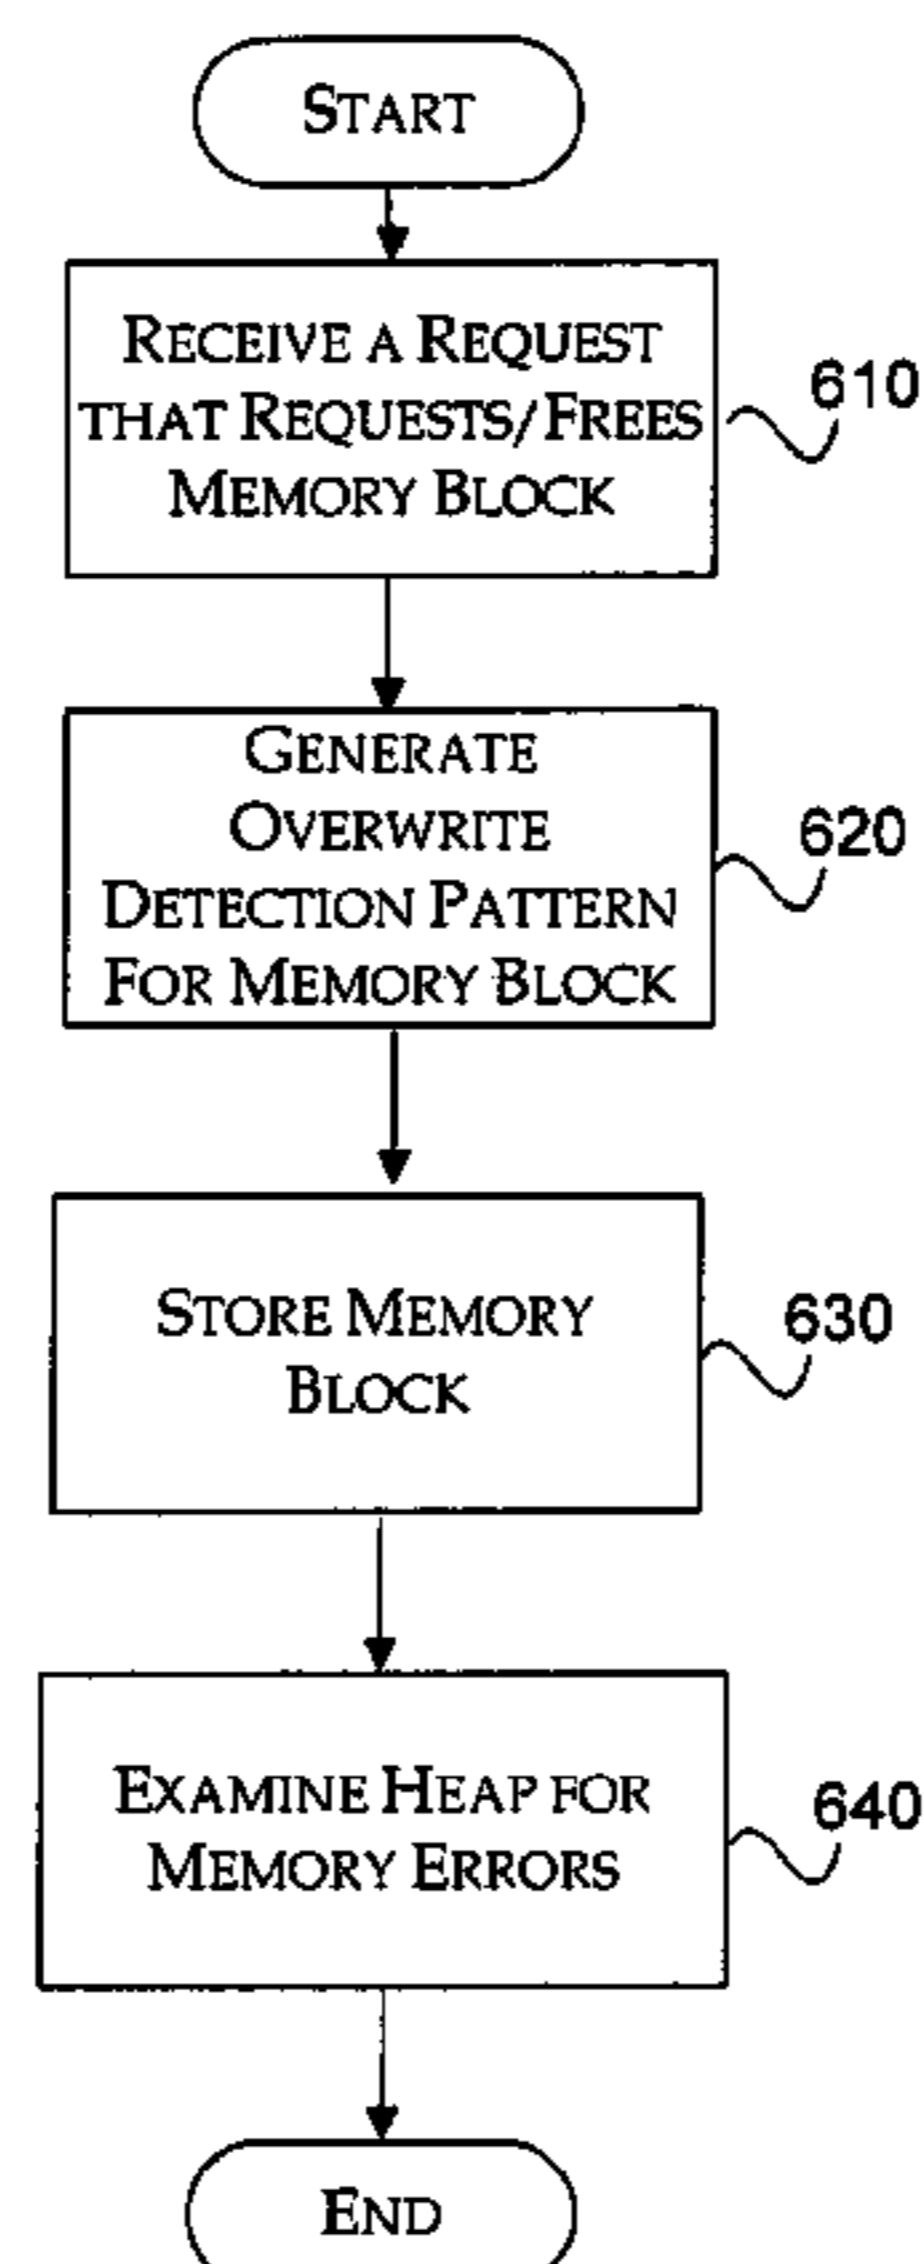 START
RECEIVE A REQUEST
THAT REQUESTS/FREES
MEMORY BLOCK
610
GENERATE
OVERWRITE
DETECTION PATTERN
FOR MEMORY BLOCK
620
STORE MEMORY
BLOCK
630
EXAMINE HEAP FOR
MEMORY ERRORS
640
END